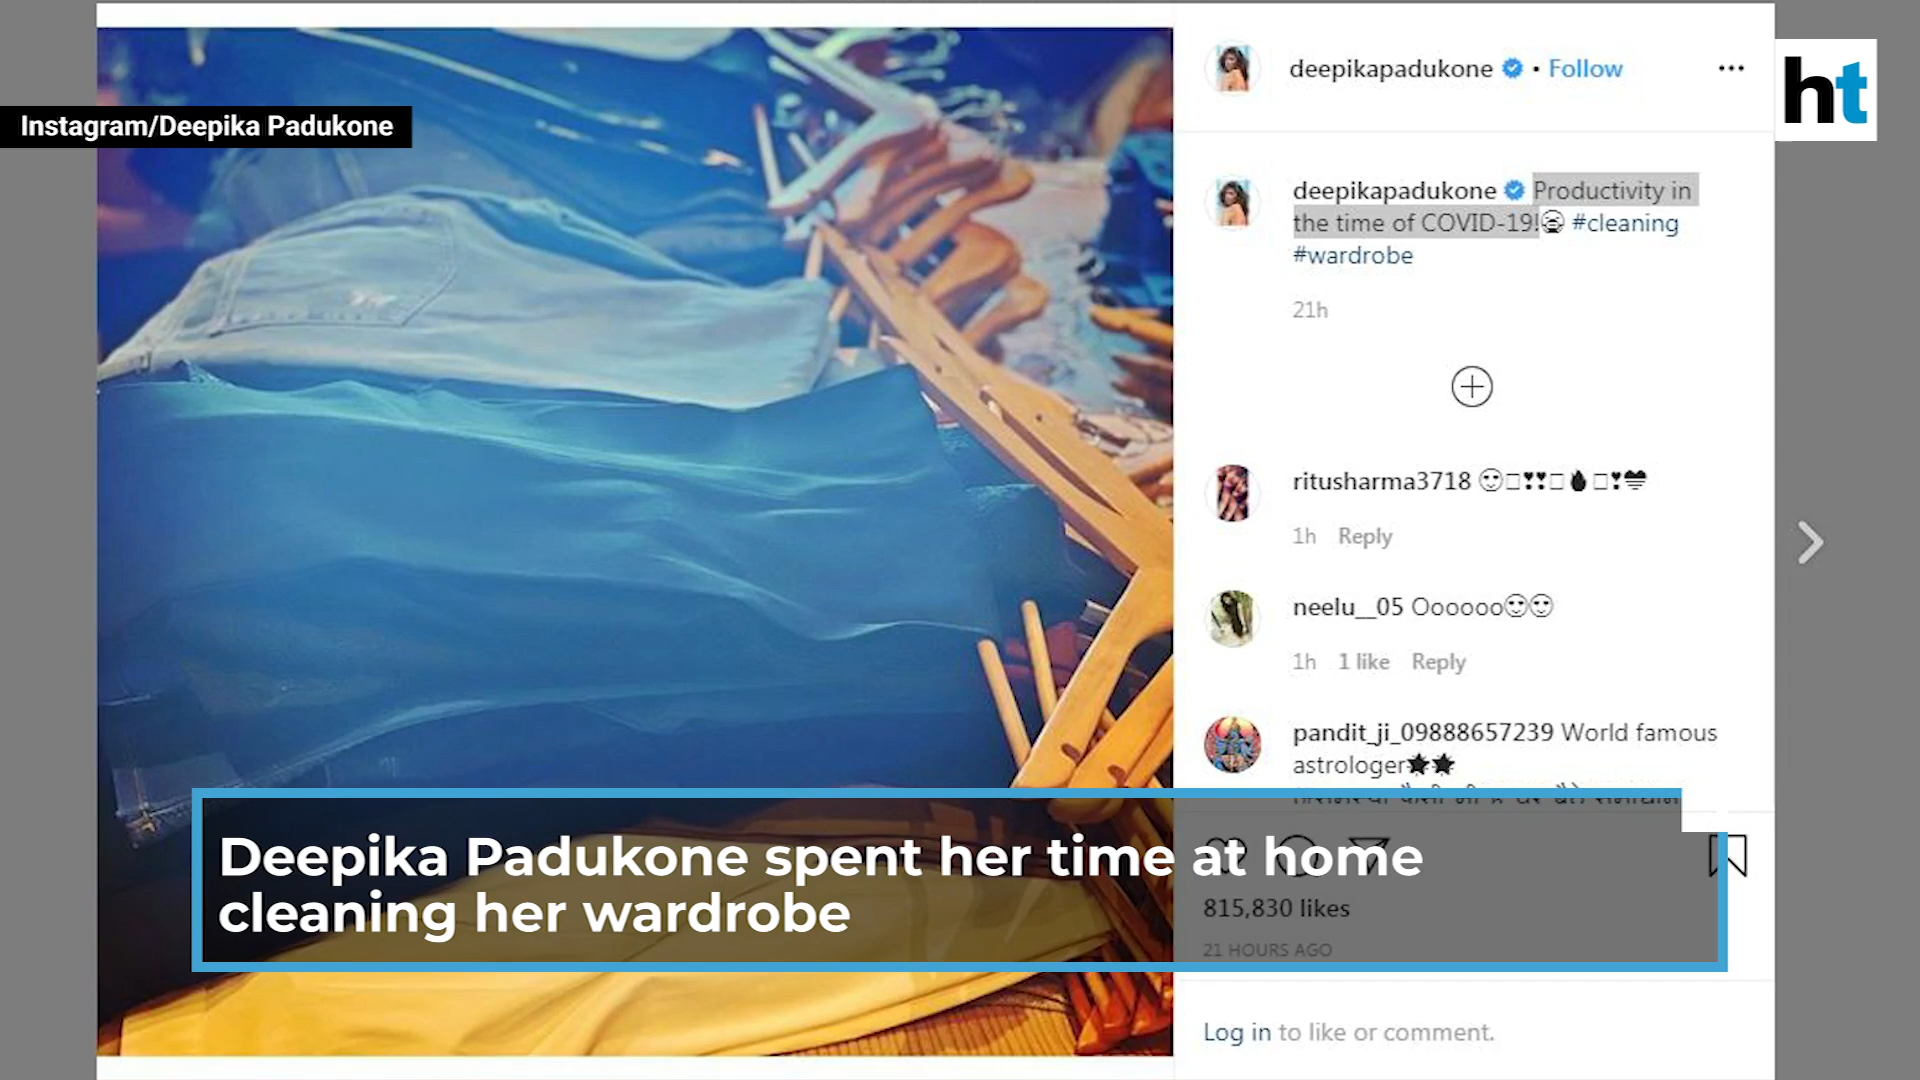 deepikapadukone • Follow
ht
Instagram/Deepika Padukone
deepikapadukone Productivity in
the time of COVID-19!😭 #cleaning
#wardrobe
21h
ritusharma3718
1h Reply
neelu__05 Oooooo
1h 1 like Reply
pandit_ji_09888657239 World famous
astrologer
Deepika Padukone spent her time at home
cleaning her wardrobe
815,830 likes
21 HOURS AGO
Log in to like or comment.